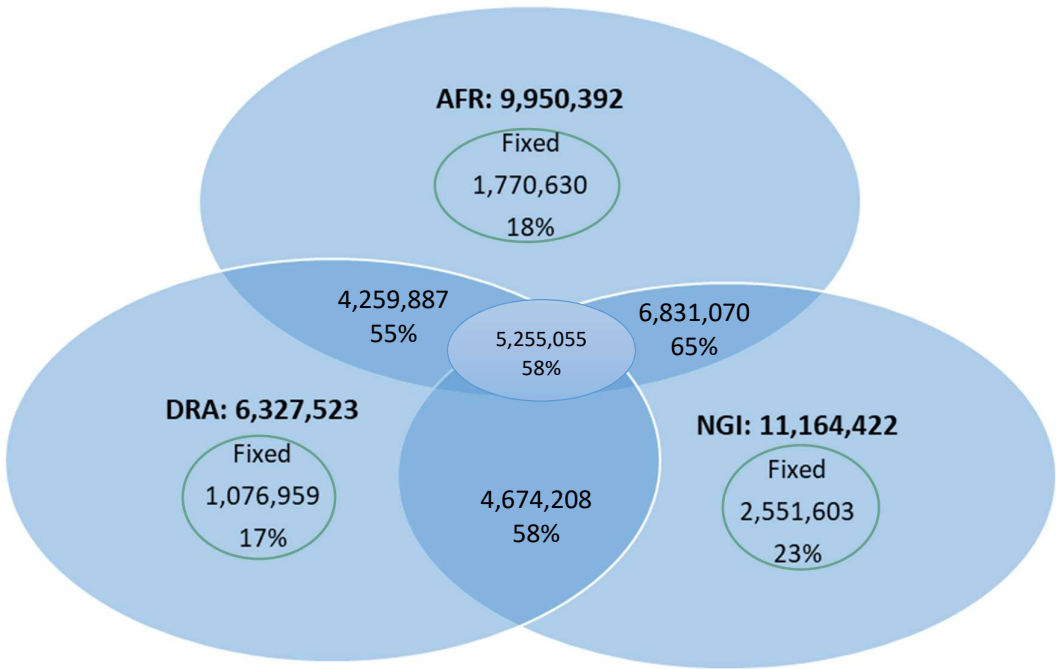 AFR: 9,950,392
Fixed
1,770,630
18%
4,259,887
55%
5,255,055
58%
6,831,070
65%
DRA: 6,327,523
Fixed
1,076,959
17%
NGI: 11,164,422
Fixed
2,551,603
23%
4,674,208
58%